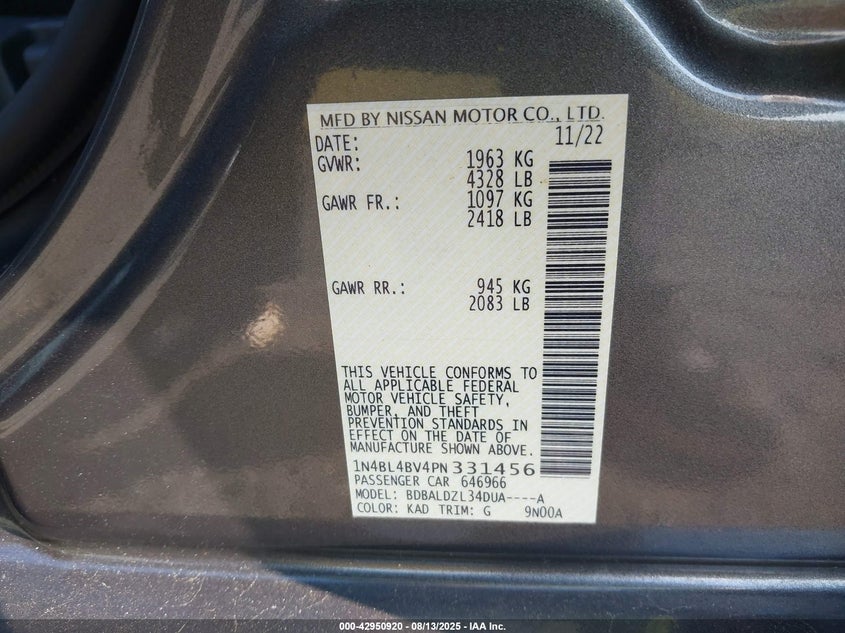 MFD BY NISSAN MOTOR CO., LTD.
DATE: 11/22
GVWR: 1963 KG
4328 LB
GAWR FR.: 1097 KG
2418 LB
GAWR RR.: 945 KG
2083 LB
THIS VEHICLE CONFORMS TO
ALL APPLICABLE FEDERAL
MOTOR VEHICLE SAFETY,
BUMPER, AND THEFT
PREVENTION STANDARDS IN
EFFECT ON THE DATE OF
MANUFACTURE SHOWN ABOVE.
1N4BL4BV4PN331456
PASSENGER CAR 646966
MODEL: BDBALDZL34DUA----A
COLOR: KAD TRIM: G 9N00A
000-42950920 - 08/13/2025 - IAA Inc.